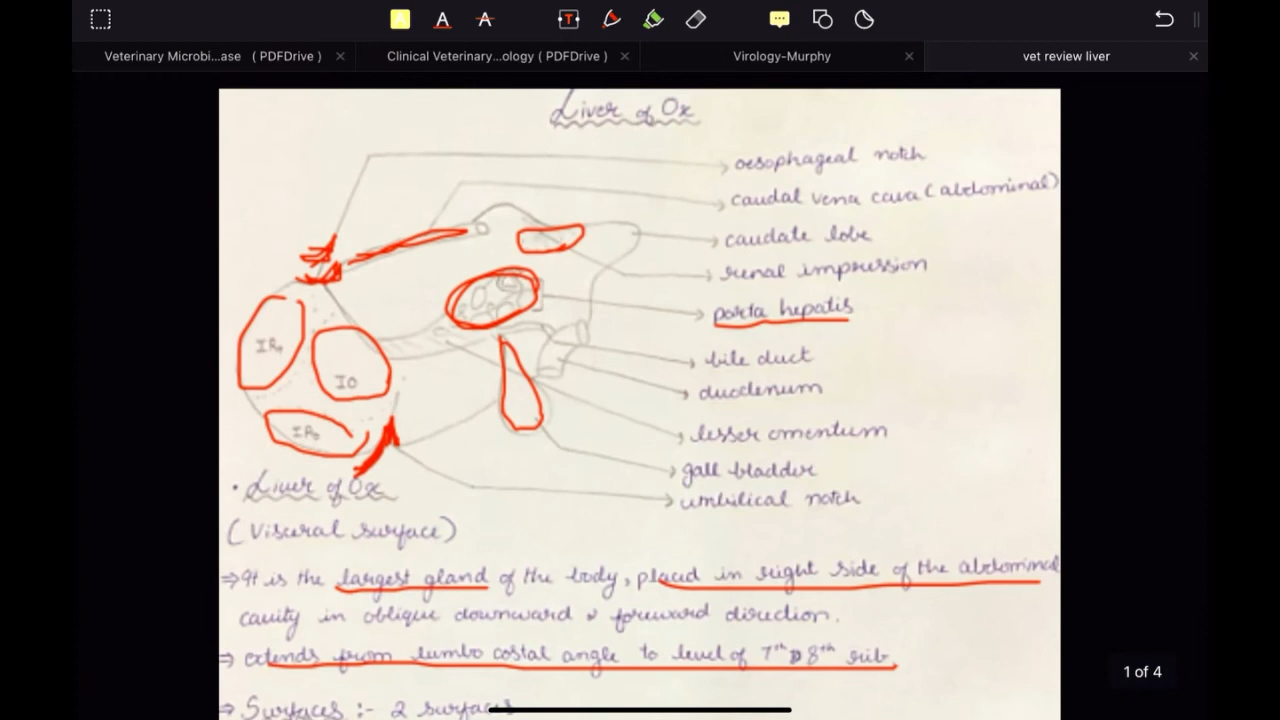 A A A T
Veterinary Microbi...ase ( PDFDrive )
Clinical Veterinary...ology ( PDFDrive )
Virology-Murphy
vet review liver
Liver of Ox
oesophageal notch
caudal vena cava (abdominal)
caudate lobe
renal impression
porta hepatis
bile duct
duodenum
lesser omentum
gall bladder
umbilical notch
IR
IO
IR
• Liver of Ox
(Visceral surface)
⇒ It is the largest gland of the body, placed in right side of the abdominal
cavity in oblique downward & forward direction.
⇒ extends from lumbo costal angle to level of 7th 8th rib.
⇒ Surfaces :- 2 surfaces
1 of 4